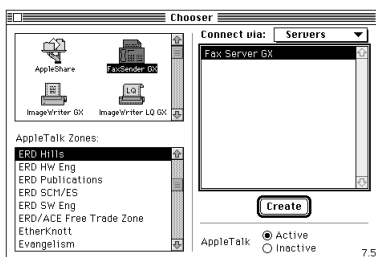 Chooser
AppleShare
FaxSender GX
ImageWriter GX
ImageWriter LQ GX
LQ
AppleTalk Zones:
ERD Hills
ERD HW Eng
ERD Publications
ERD SCM/ES
ERD SW Eng
ERD/ACE Free Trade Zone
EtherKnott
Evangelism
Connect via:
Servers
Fax Server GX
Create
AppleTalk
Active
Inactive
7.5